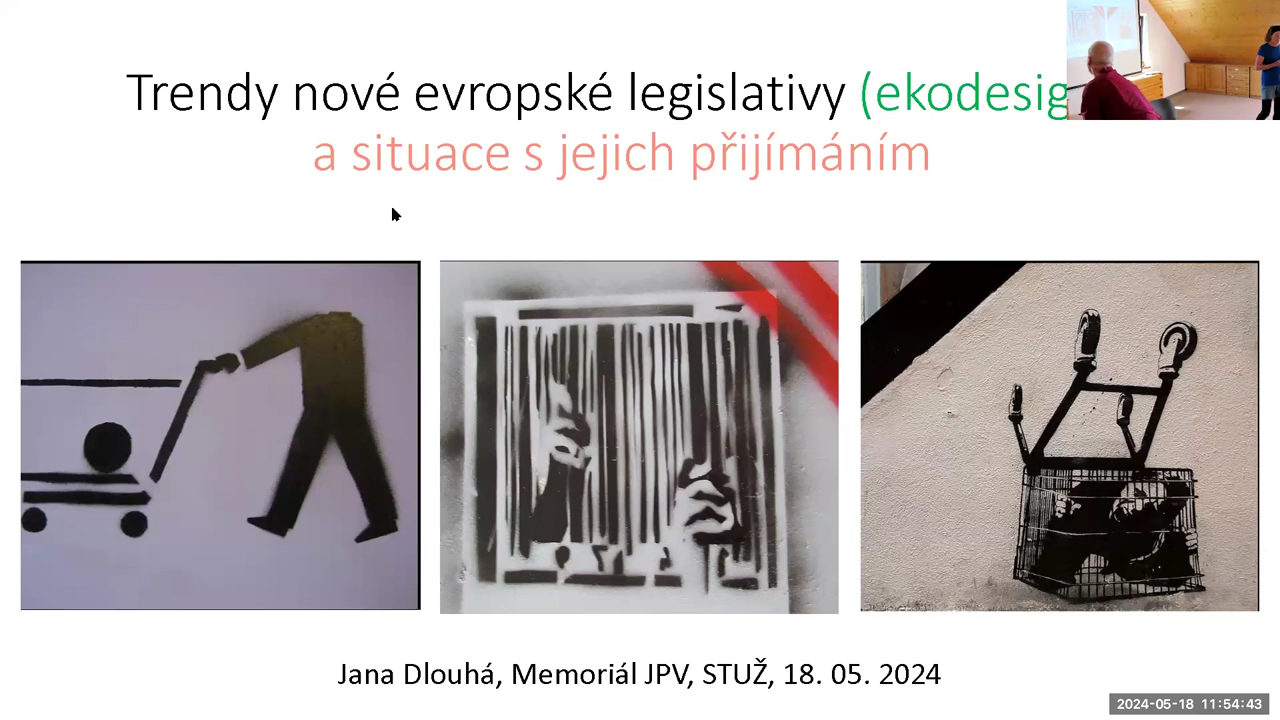 Trendy nové evropské legislativy (ekodesig
a situace s jejich přijímáním
Jana Dlouhá, Memoriál JPV, STUŽ, 18. 05. 2024
2024-05-18 11:54:43